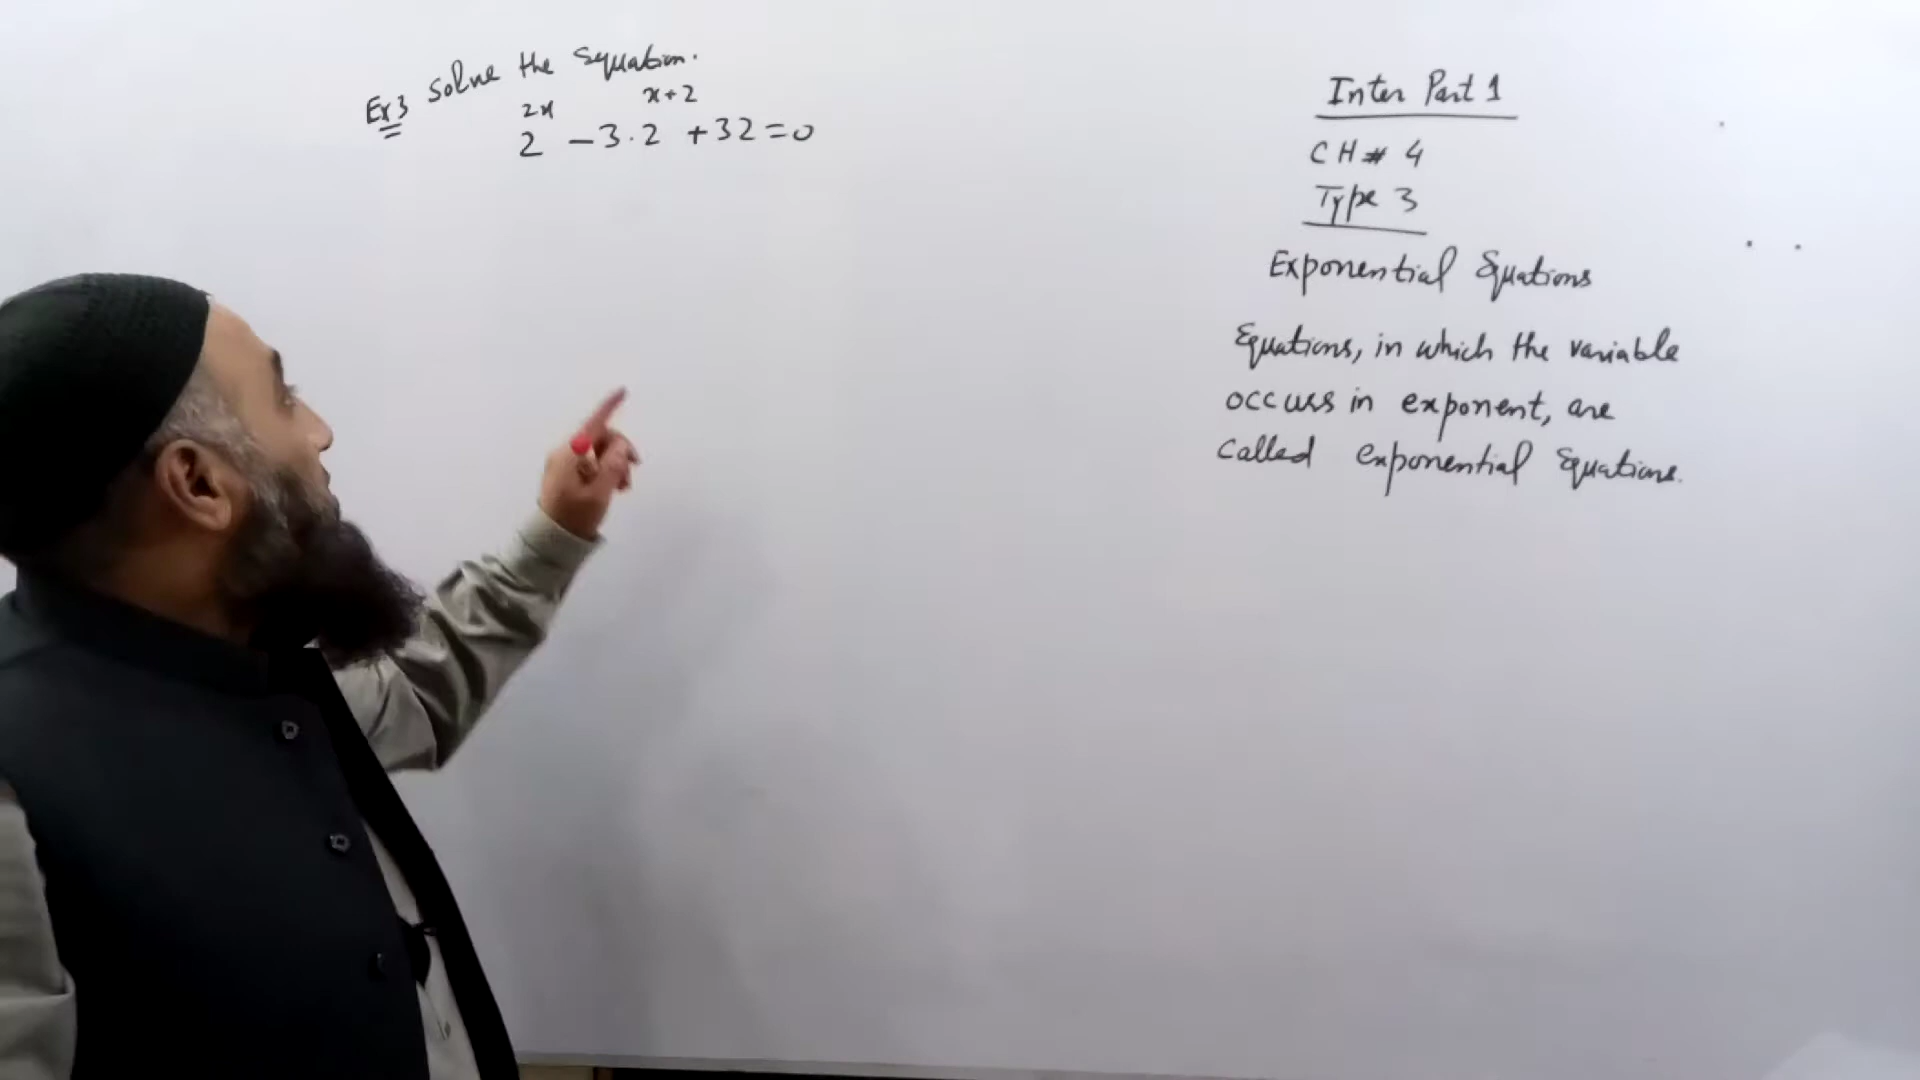 Ex3 Solve the Equation.
2^{2x} - 3.2^{x+2} + 32 = 0
Inter Part 1
CH# 4
Type 3
Exponential Equations
Equations, in which the variable
occurs in exponent, are
called exponential Equations.